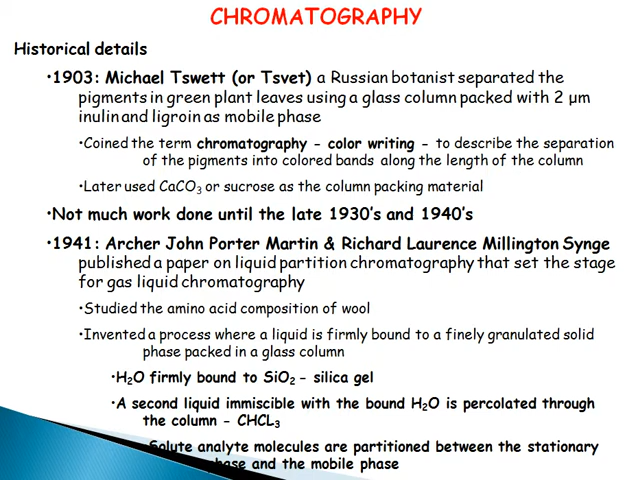 CHROMATOGRAPHY
Historical details
•1903: Michael Tswett (or Tsvet) a Russian botanist separated the
pigments in green plant leaves using a glass column packed with 2 µm
inulin and ligroin as mobile phase
•Coined the term chromatography – color writing – to describe the separation
of the pigments into colored bands along the length of the column
•Later used CaCO3 or sucrose as the column packing material
•Not much work done until the late 1930's and 1940's
•1941: Archer John Porter Martin & Richard Laurence Millington Synge
published a paper on liquid partition chromatography that set the stage
for gas liquid chromatography
•Studied the amino acid composition of wool
•Invented a process where a liquid is firmly bound to a finely granulated solid
phase packed in a glass column
•H2O firmly bound to SiO2 – silica gel
•A second liquid immiscible with the bound H2O is percolated through
the column – CHCL3
Solute analyte molecules are partitioned between the stationary
phase and the mobile phase